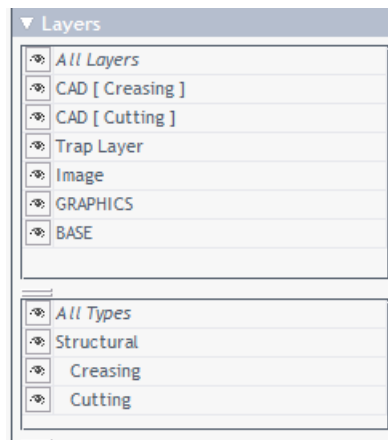 Layers
All Layers
CAD [ Creasing ]
CAD [ Cutting ]
Trap Layer
Image
GRAPHICS
BASE
All Types
Structural
Creasing
Cutting